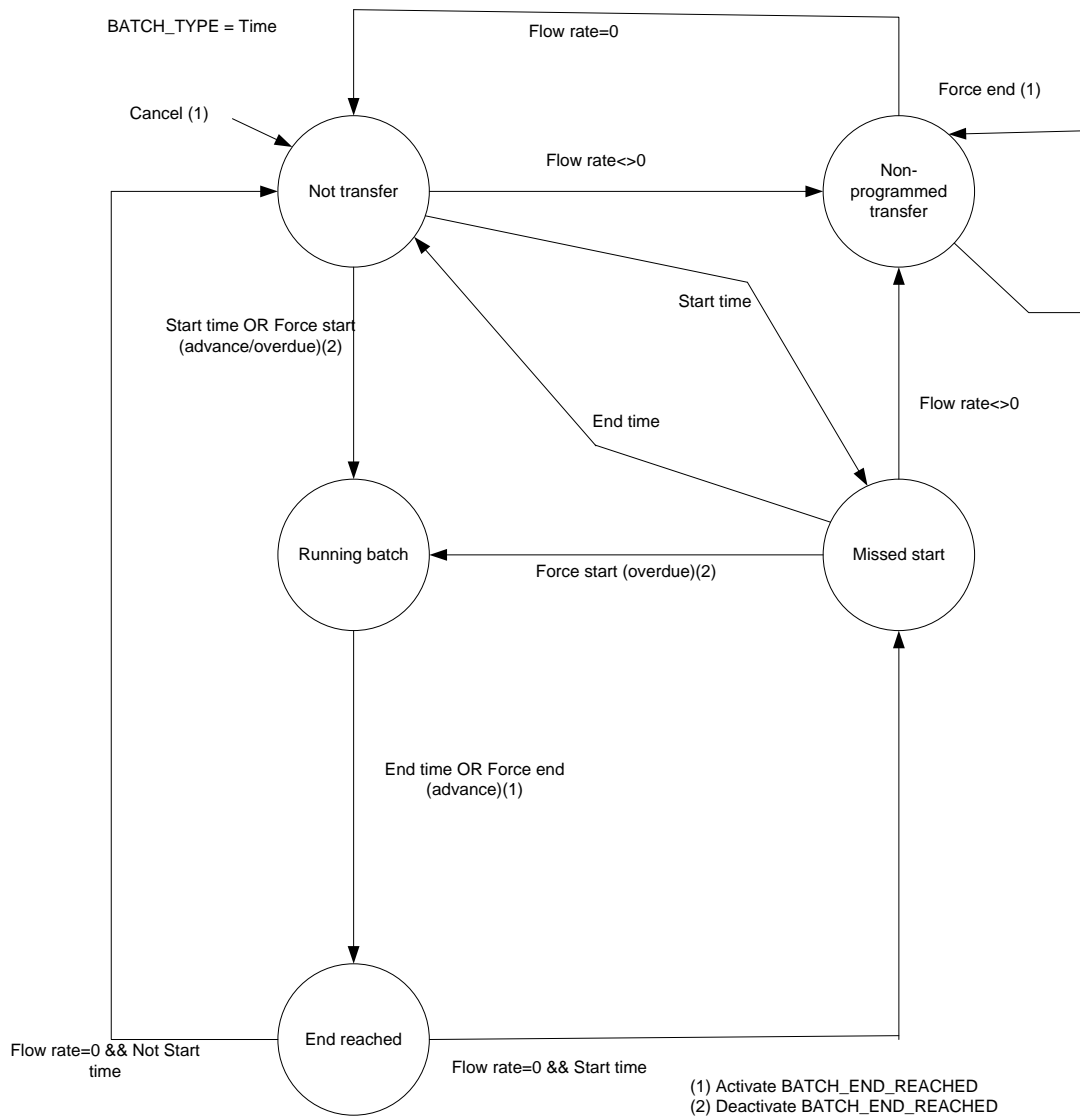 BATCH_TYPE = Time
Flow rate=0
Cancel (1)
Force end (1)
Flow rate<>0
Not transfer
Non-
programmed
transfer
Start time
Start time OR Force start
(advance/overdue)(2)
Flow rate<>0
End time
Running batch
Missed start
Force start (overdue)(2)
End time OR Force end
(advance)(1)
End reached
Flow rate=0 && Not Start
time
Flow rate=0 && Start time
(1) Activate BATCH_END_REACHED
(2) Deactivate BATCH_END_REACHED